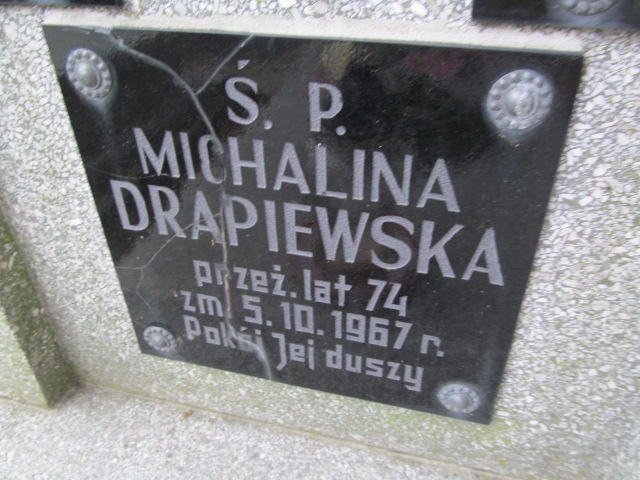 Ś. P.
MICHALINA
DRAPIEWSKA
przeż. lat 74
zm. 5.10.1967 r.
Pokój Jej duszy